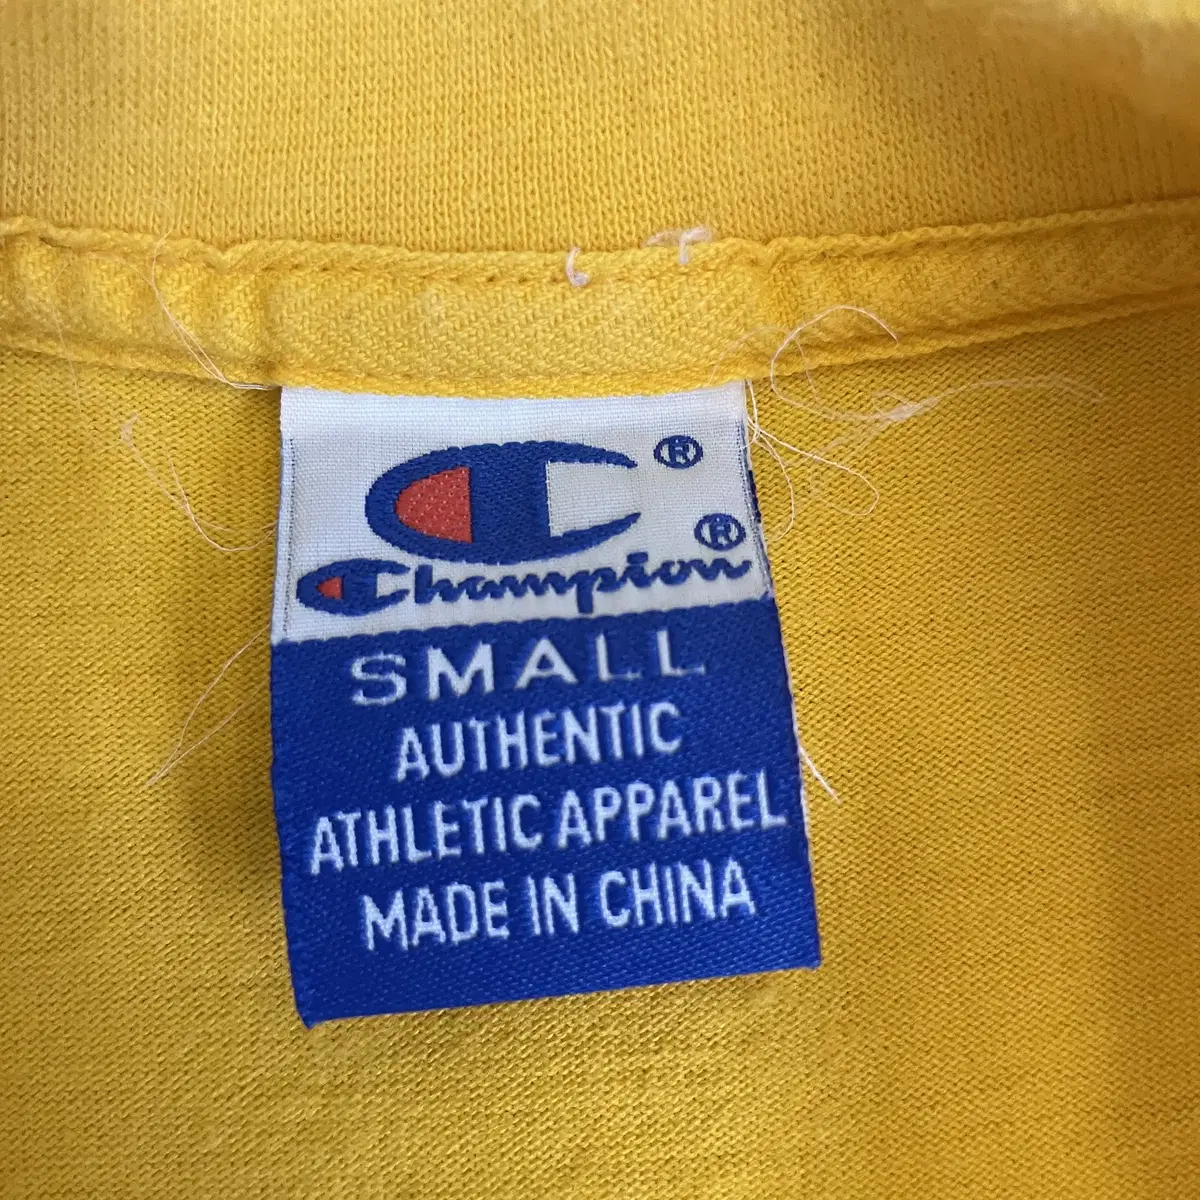 ®
®
Champion
SMALL
AUTHENTIC
ATHLETIC APPAREL
MADE IN CHINA